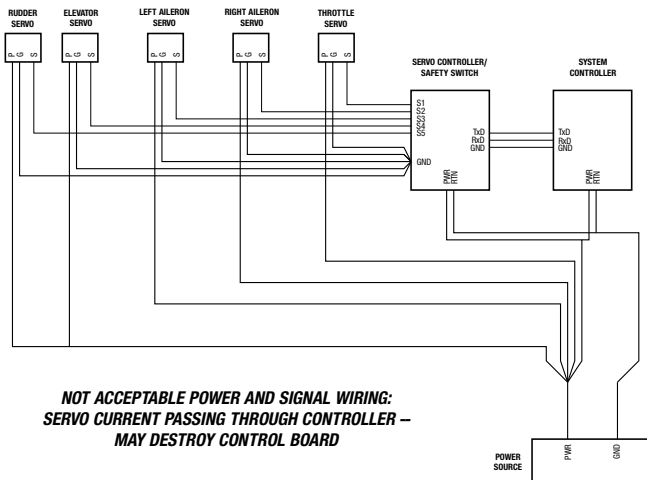 RUDDER
SERVO
ELEVATOR
SERVO
LEFT AILERON
SERVO
RIGHT AILERON
SERVO
THROTTLE
SERVO
P G S
P G S
P G S
P G S
P G S
SERVO CONTROLLER/
SAFETY SWITCH
SYSTEM
CONTROLLER
S1
S2
S3
S4
S5
GND
TxD
RxD
GND
PWR
RTN
TxD
RxD
GND
PWR
RTN
NOT ACCEPTABLE POWER AND SIGNAL WIRING:
SERVO CURRENT PASSING THROUGH CONTROLLER –
MAY DESTROY CONTROL BOARD
POWER
SOURCE
PWR
GND